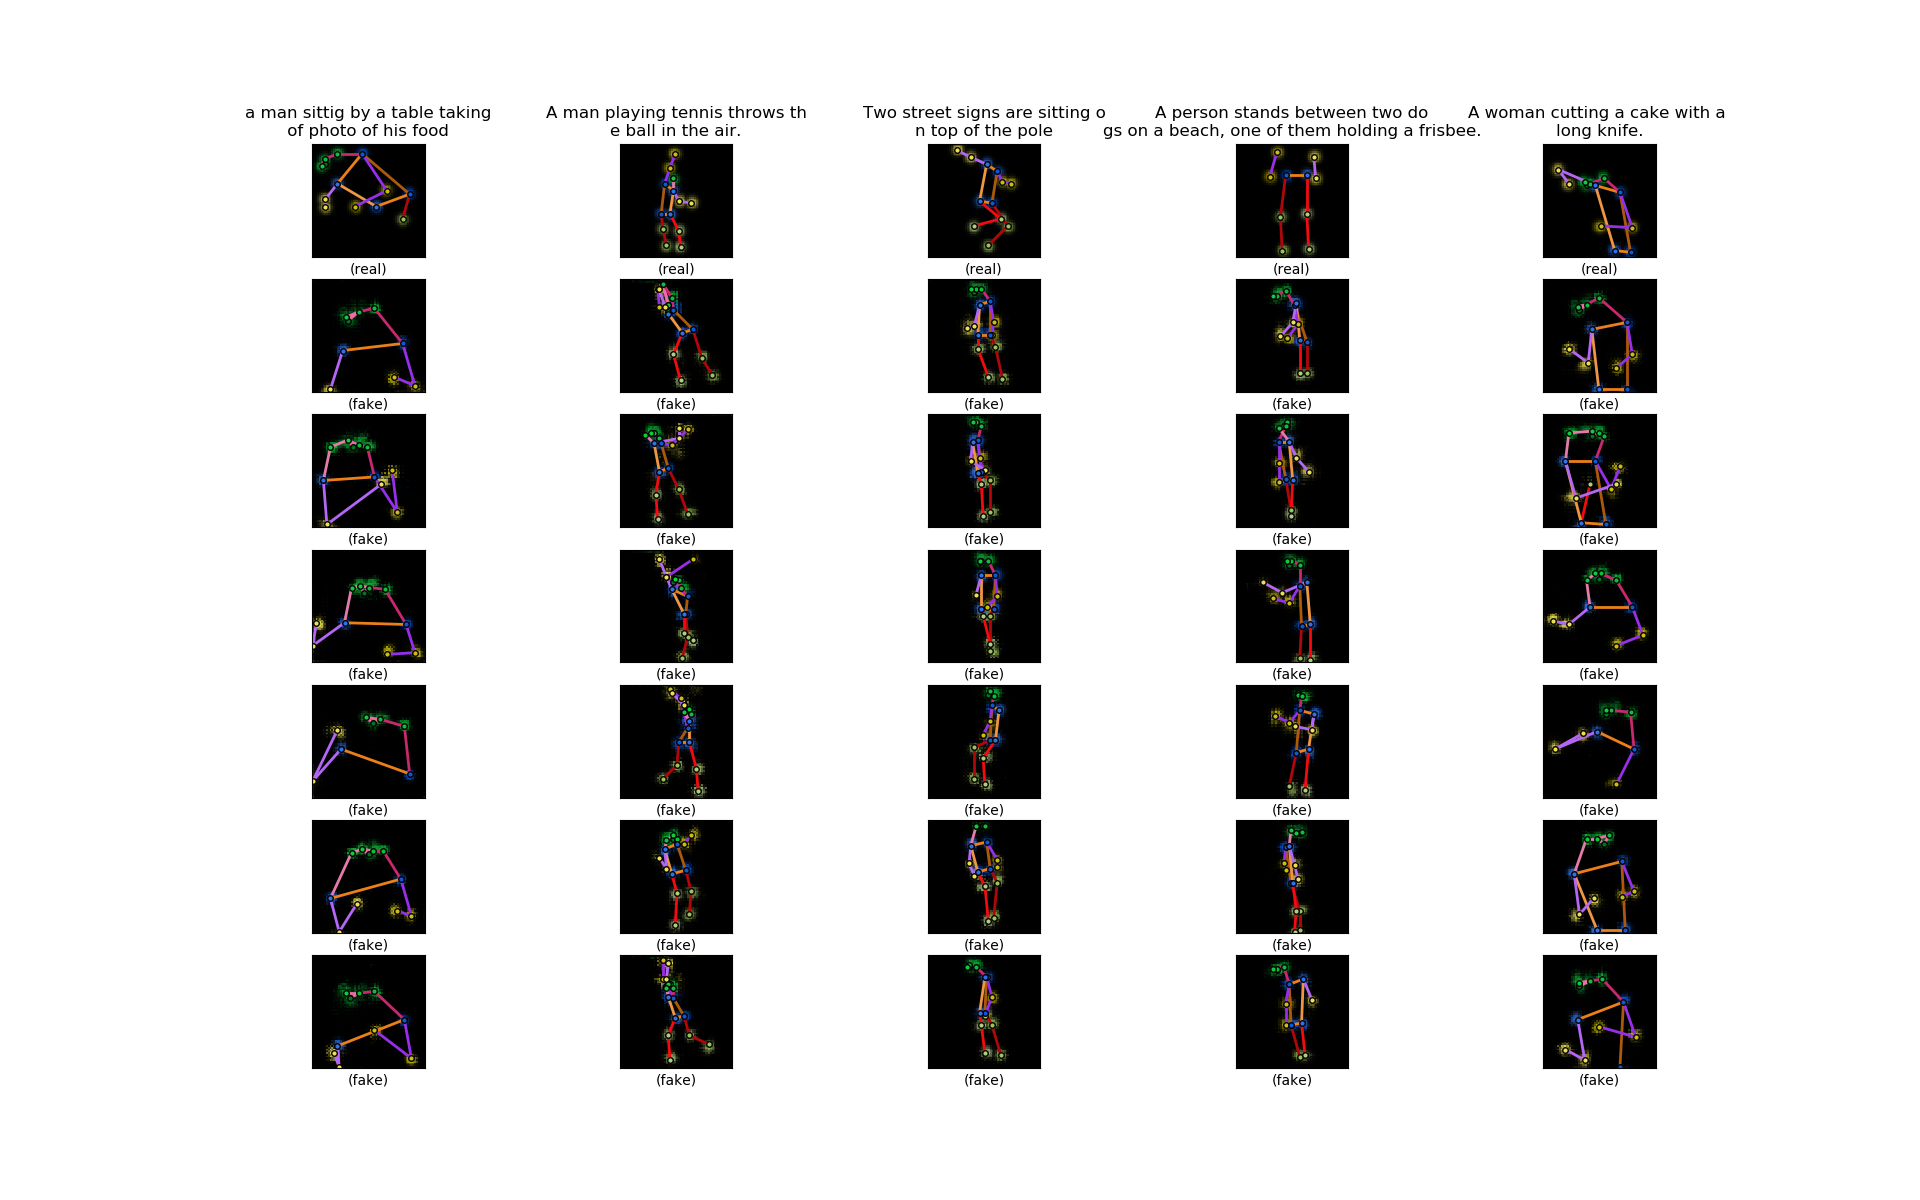 a man sittig by a table taking
of photo of his food
A man playing tennis throws th
e ball in the air.
Two street signs are sitting o
n top of the pole
A person stands between two do
gs on a beach, one of them holding a frisbee.
A woman cutting a cake with a
long knife.
(real) (real) (real) (real) (real)
(fake) (fake) (fake) (fake) (fake)
(fake) (fake) (fake) (fake) (fake)
(fake) (fake) (fake) (fake) (fake)
(fake) (fake) (fake) (fake) (fake)
(fake) (fake) (fake) (fake) (fake)
(fake) (fake) (fake) (fake) (fake)